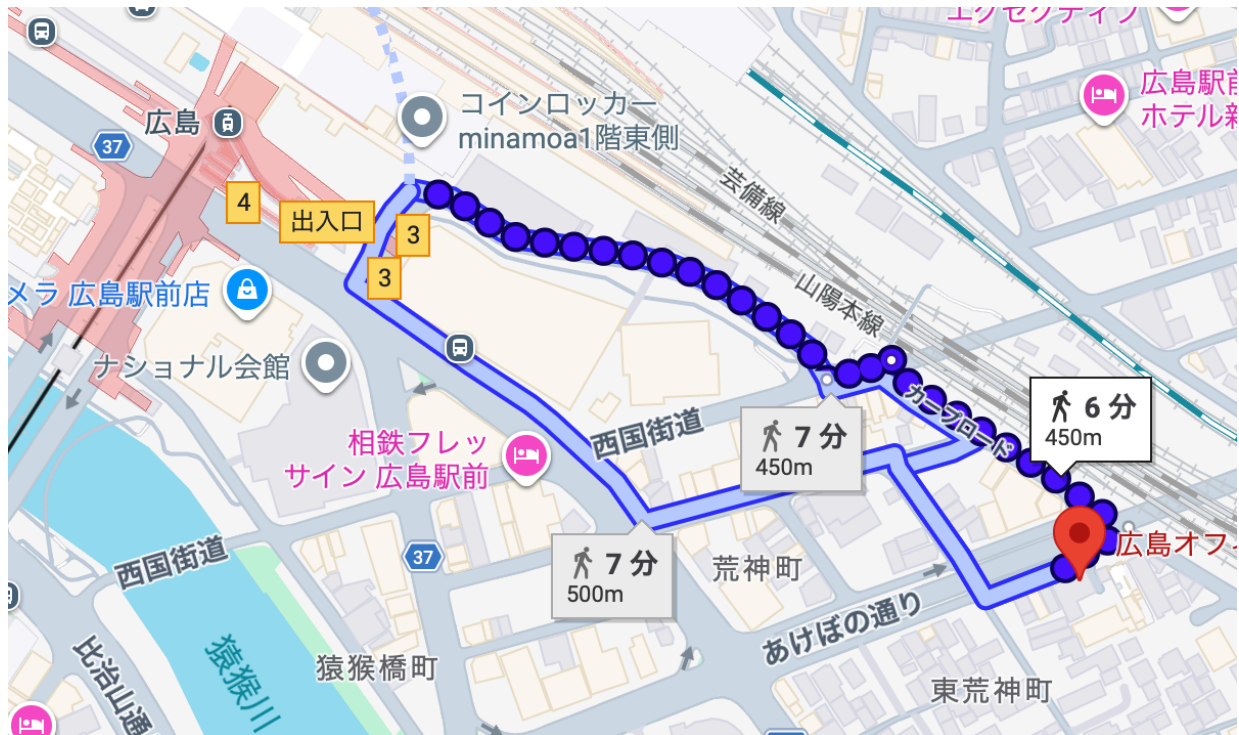 エグゼクティブ
コインロッカー
minamoa1階東側
広島駅前
ホテル新
広島
37
4
出入口
3
3
芸備線
山陽本線
メラ 広島駅前店
ナショナル会館
カープロード
6 分
450m
西国街道
7 分
450m
相鉄フレッ
サイン 広島駅前
広島オフィ
西国街道
37
7 分
500m
荒神町
あけぼの通り
比治山通
猿猴川
猿猴橋町
東荒神町